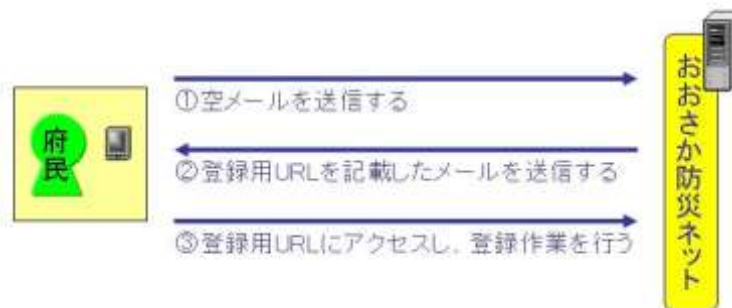 府民
①空メールを送信する
②登録用URLを記載したメールを送信する
③登録用URLにアクセスし、登録作業を行う
おおさか防災ネット